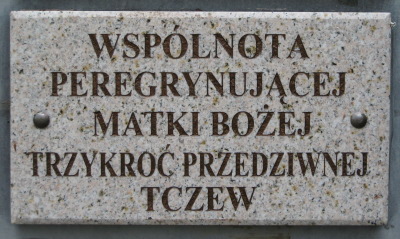 WSPÓLNOTA
PEREGRYNUJĄCEJ
MATKI BOŻEJ
TRZYKROĆ PRZEDZIWNEJ
TCZEW